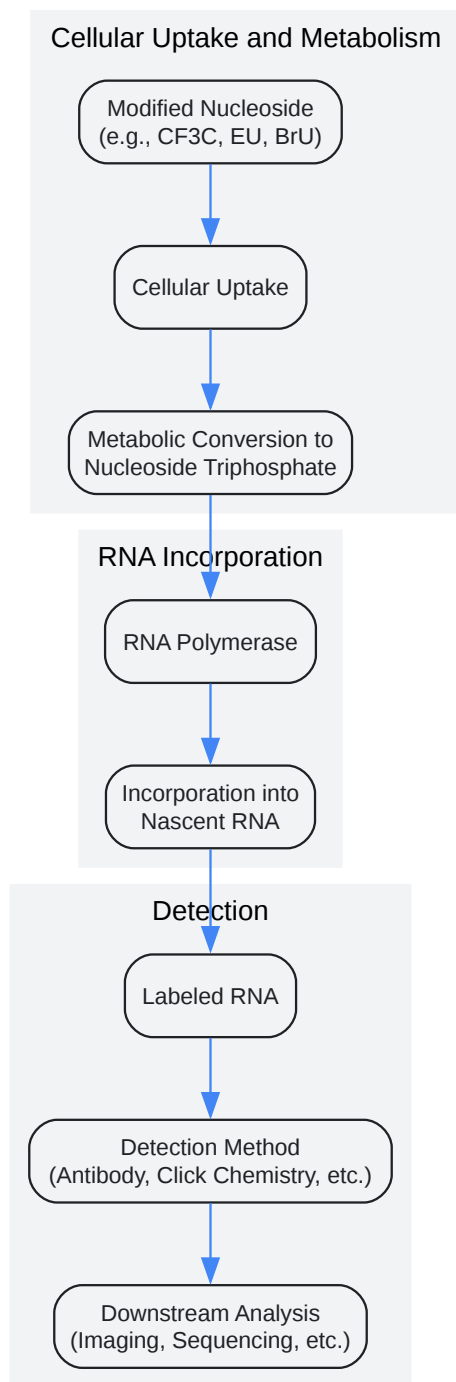 Cellular Uptake and Metabolism
Modified Nucleoside
(e.g., CF3C, EU, BrU)
Cellular Uptake
Metabolic Conversion to
Nucleoside Triphosphate
RNA Incorporation
RNA Polymerase
Incorporation into
Nascent RNA
Detection
Labeled RNA
Detection Method
(Antibody, Click Chemistry, etc.)
Downstream Analysis
(Imaging, Sequencing, etc.)